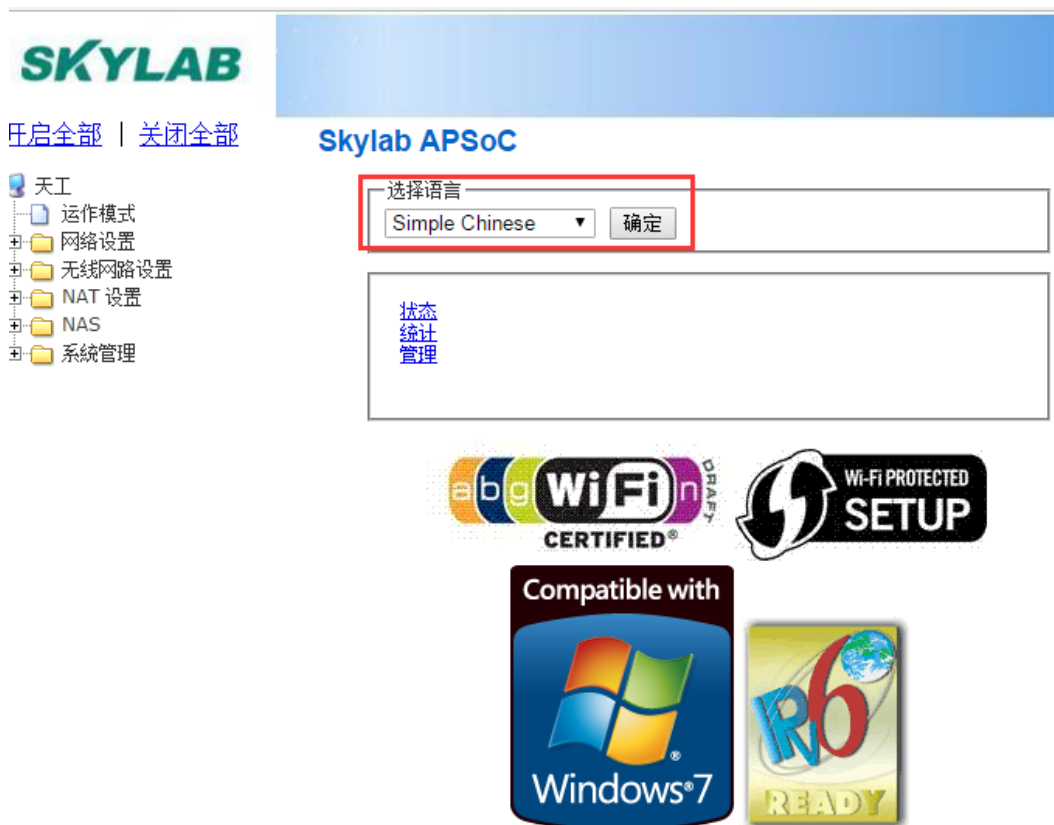 SKYLAB
开启全部 | 关闭全部
天工
运作模式
网络设置
无线网路设置
NAT 设置
NAS
系統管理
Skylab APSoC
选择语言
Simple Chinese
确定
状态
统计
管理
abg WiFi n DRAFT
CERTIFIED®
Wi-Fi PROTECTED
SETUP
Compatible with
Windows®7
IPv6
READY